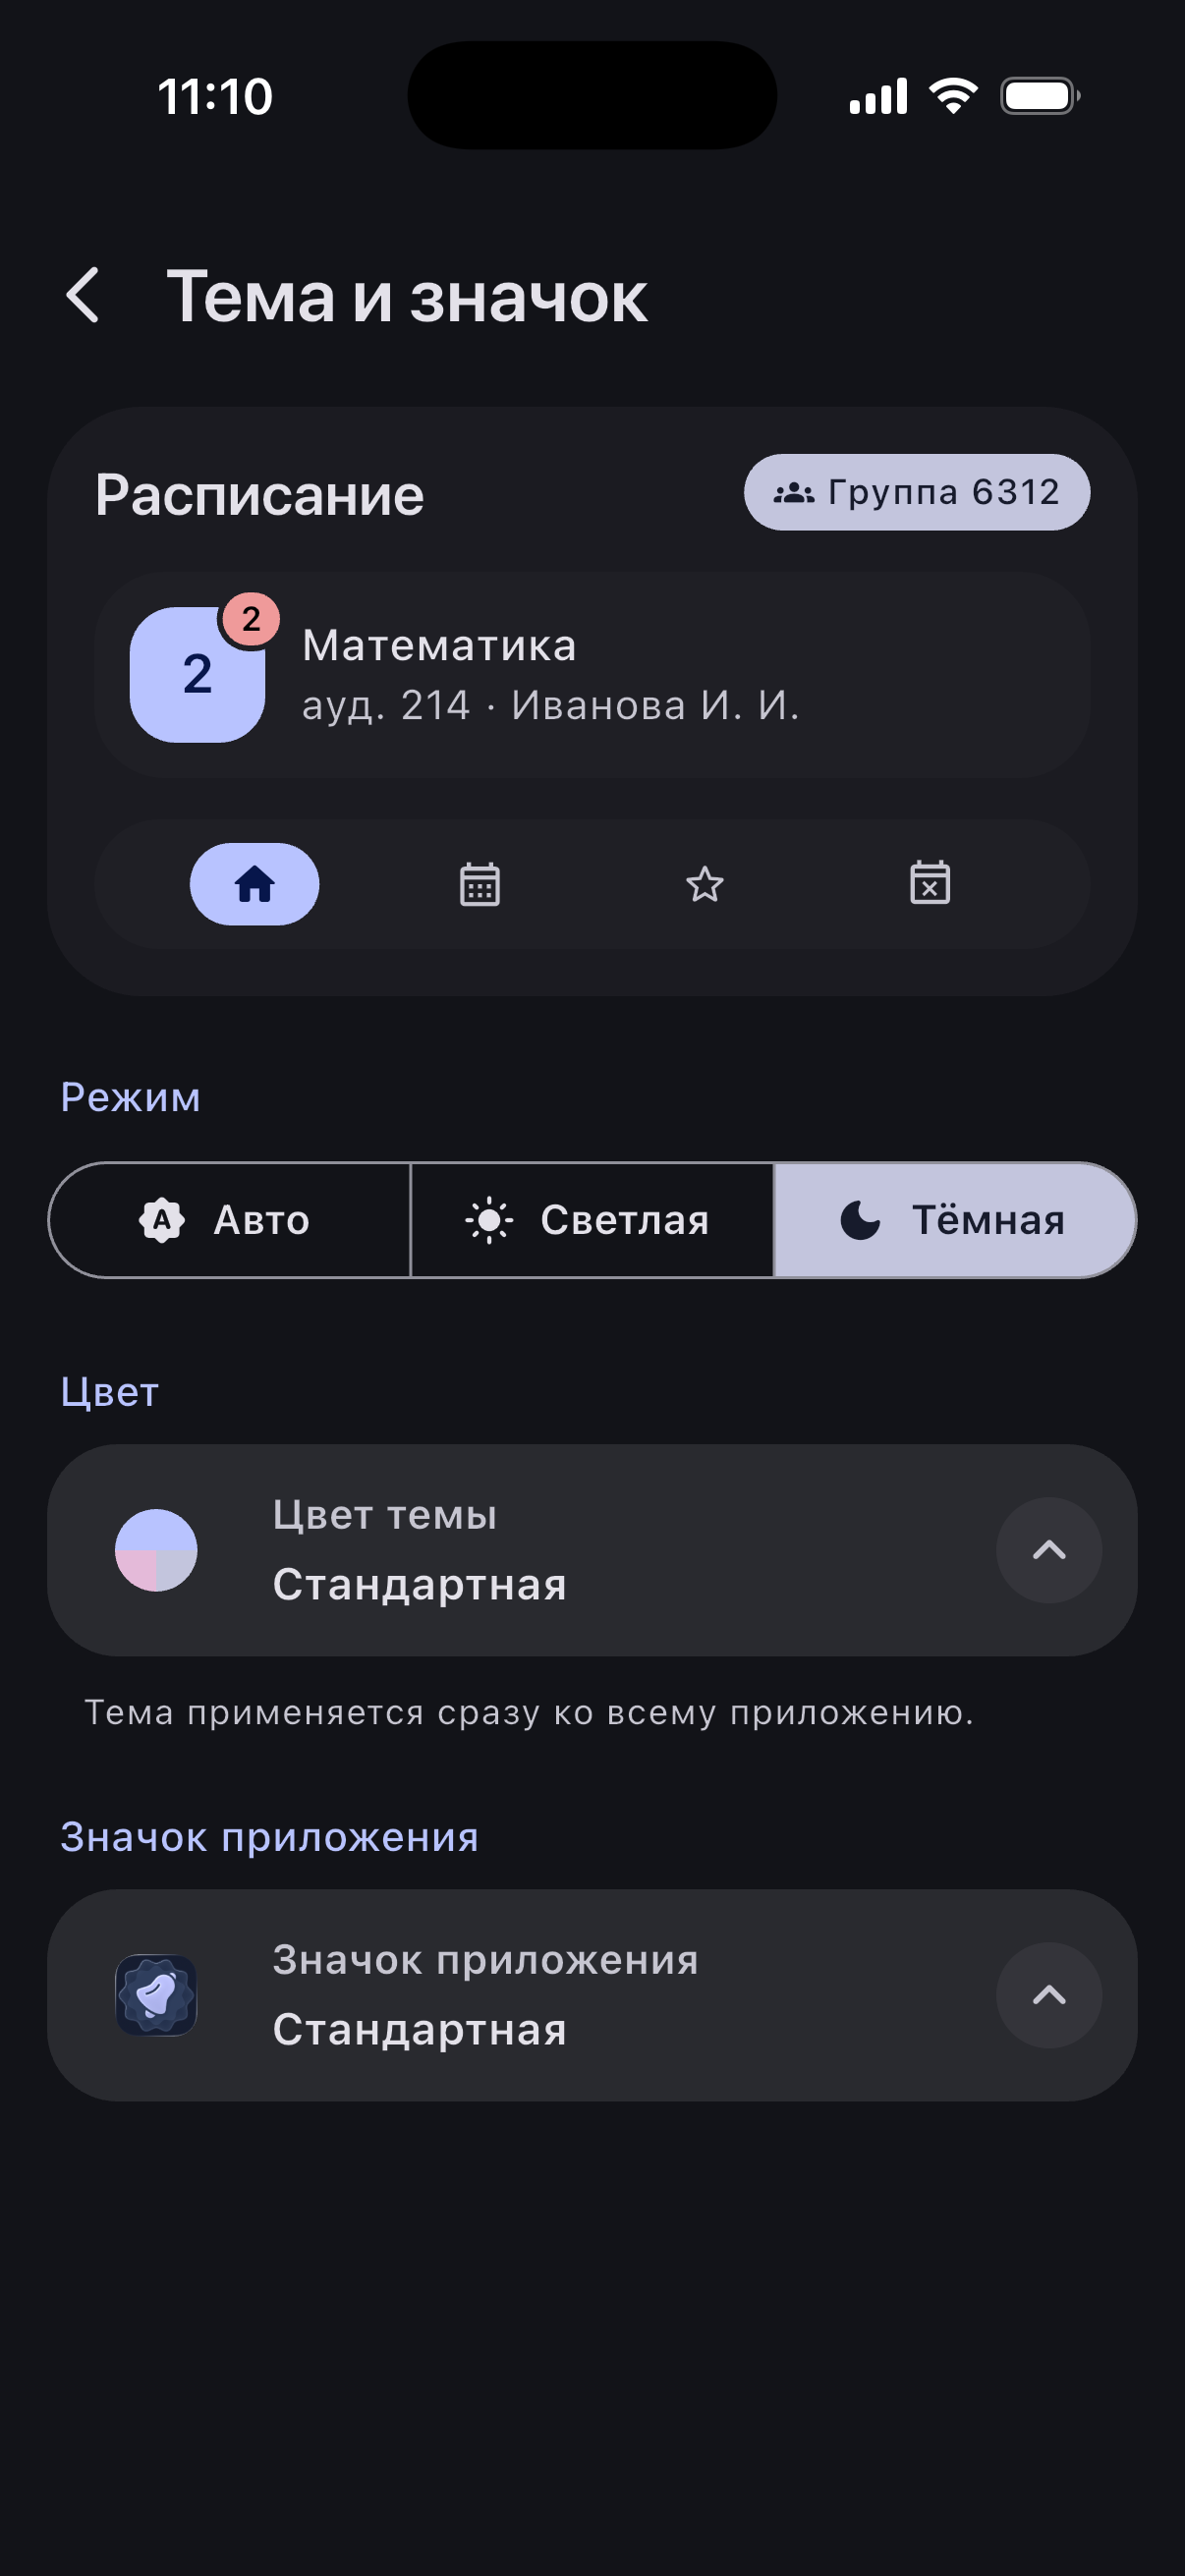 11:10
Тема и значок
Расписание
Группа 6312
2
2
Математика
ауд. 214 · Иванова И. И.
Режим
Авто
Светлая
Тёмная
Цвет
Цвет темы
Стандартная
Тема применяется сразу ко всему приложению.
Значок приложения
Значок приложения
Стандартная